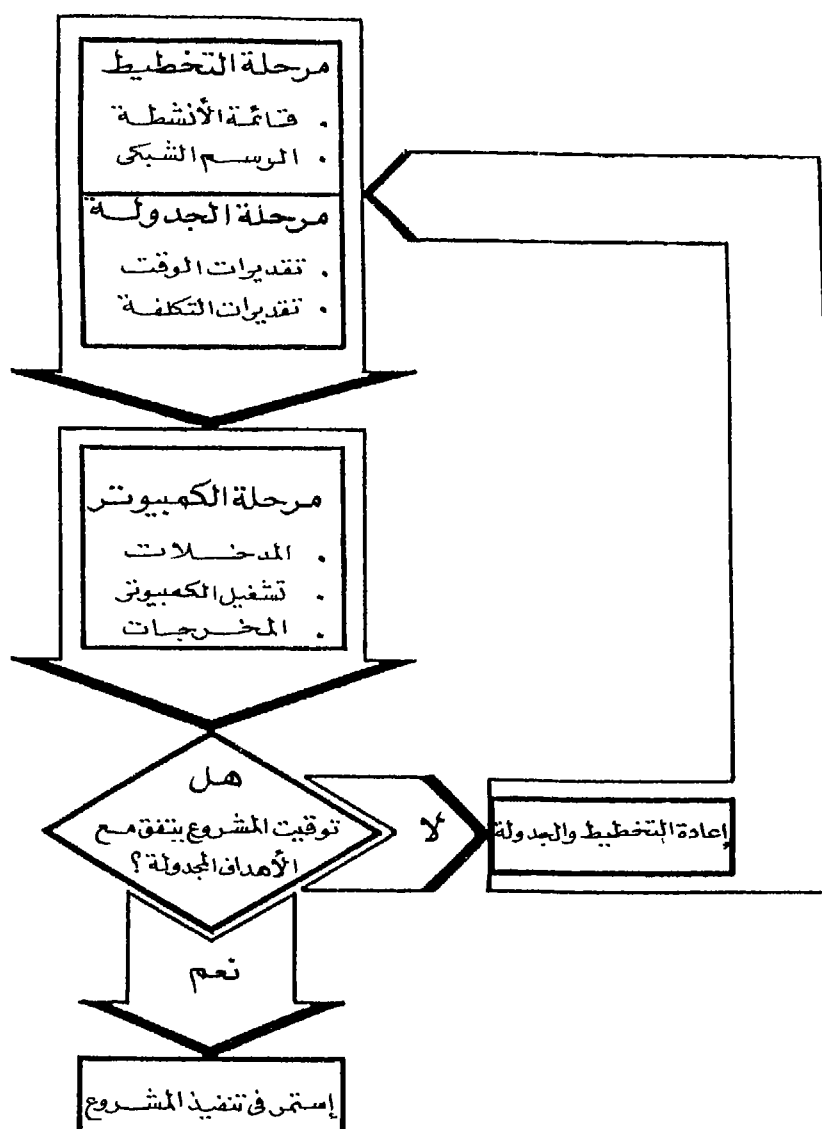 مرحلة التخطيط
. قائمة الأنشطة
. الرسم الشبكى
مرحلة الجدولة
. تقديرات الوقت
. تقديرات التكلفة
مرحلة الكمبيوتر
. المدخلات
. تشغيل الكمبيوتر
. المخرجات
هل
توقيت المشروع يتفق مع
الأهداف المجدولة ؟
لا
إعادة التخطيط والجدولة
نعم
إستمر فى تنفيذ المشروع